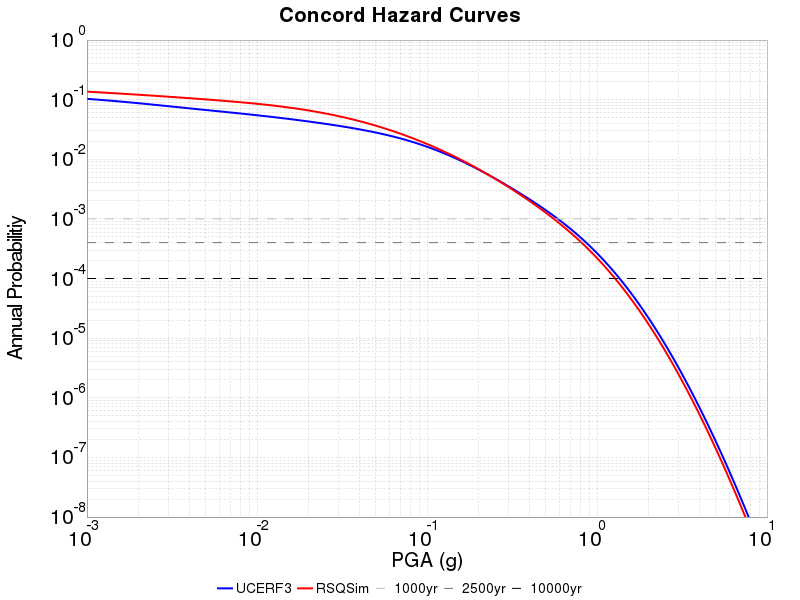 Concord Hazard Curves
Annual Probabilitiy
10^0
10^-1
10^-2
10^-3
10^-4
10^-5
10^-6
10^-7
10^-8
10^-3 10^-2 10^-1 10^0 10^1
PGA (g)
UCERF3 RSQSim 1000yr 2500yr 10000yr